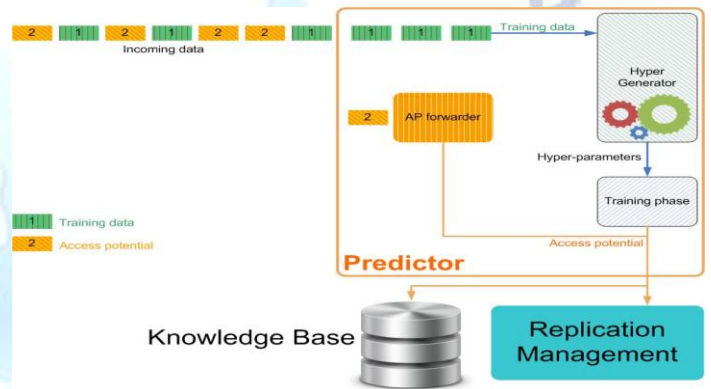 2 1 2 1 2 2 1 1 1 1 Training data
Incoming data
Hyper
Generator
2 AP forwarder
Hyper-parameters
Training phase
1 Training data
2 Access potential
Access potential
Predictor
Knowledge Base
Replication
Management